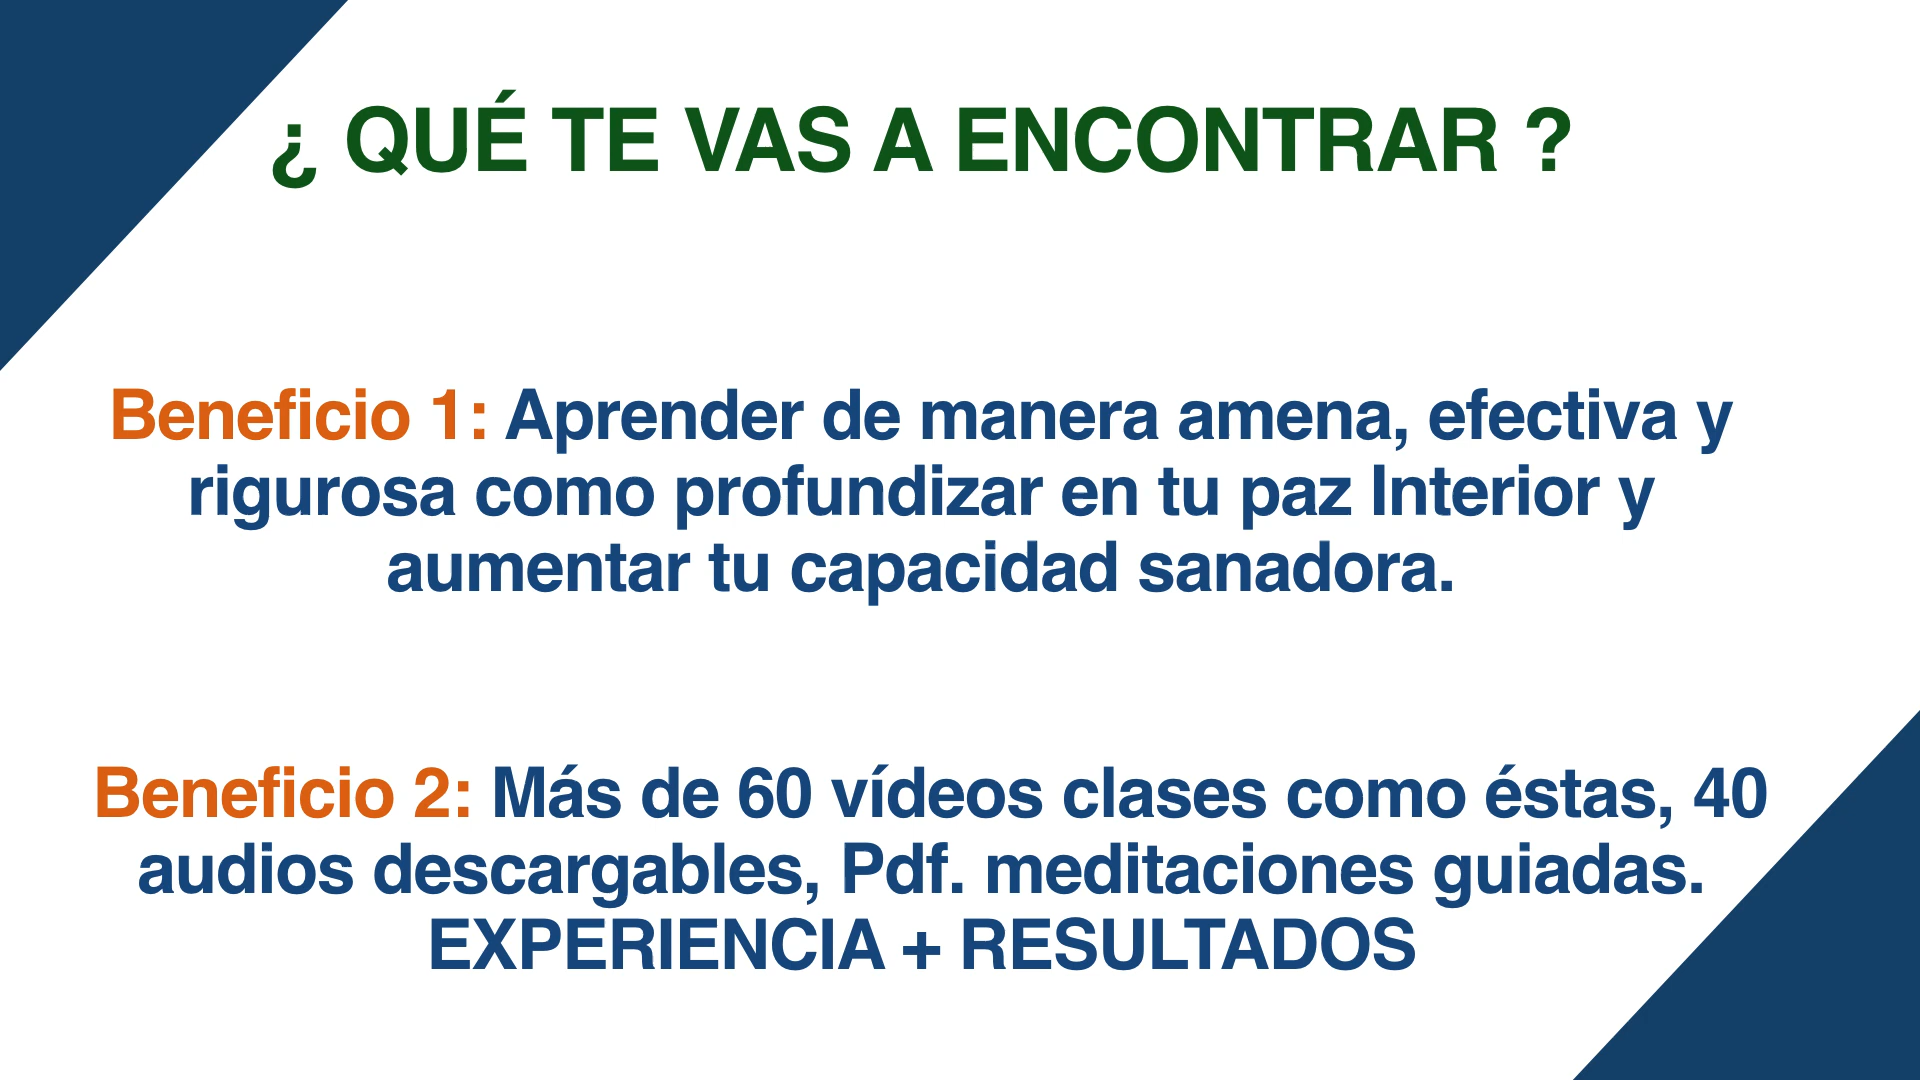 ¿ QUÉ TE VAS A ENCONTRAR ?
Beneficio 1: Aprender de manera amena, efectiva y
rigurosa como profundizar en tu paz Interior y
aumentar tu capacidad sanadora.
Beneficio 2: Más de 60 vídeos clases como éstas, 40
audios descargables, Pdf. meditaciones guiadas.
EXPERIENCIA + RESULTADOS